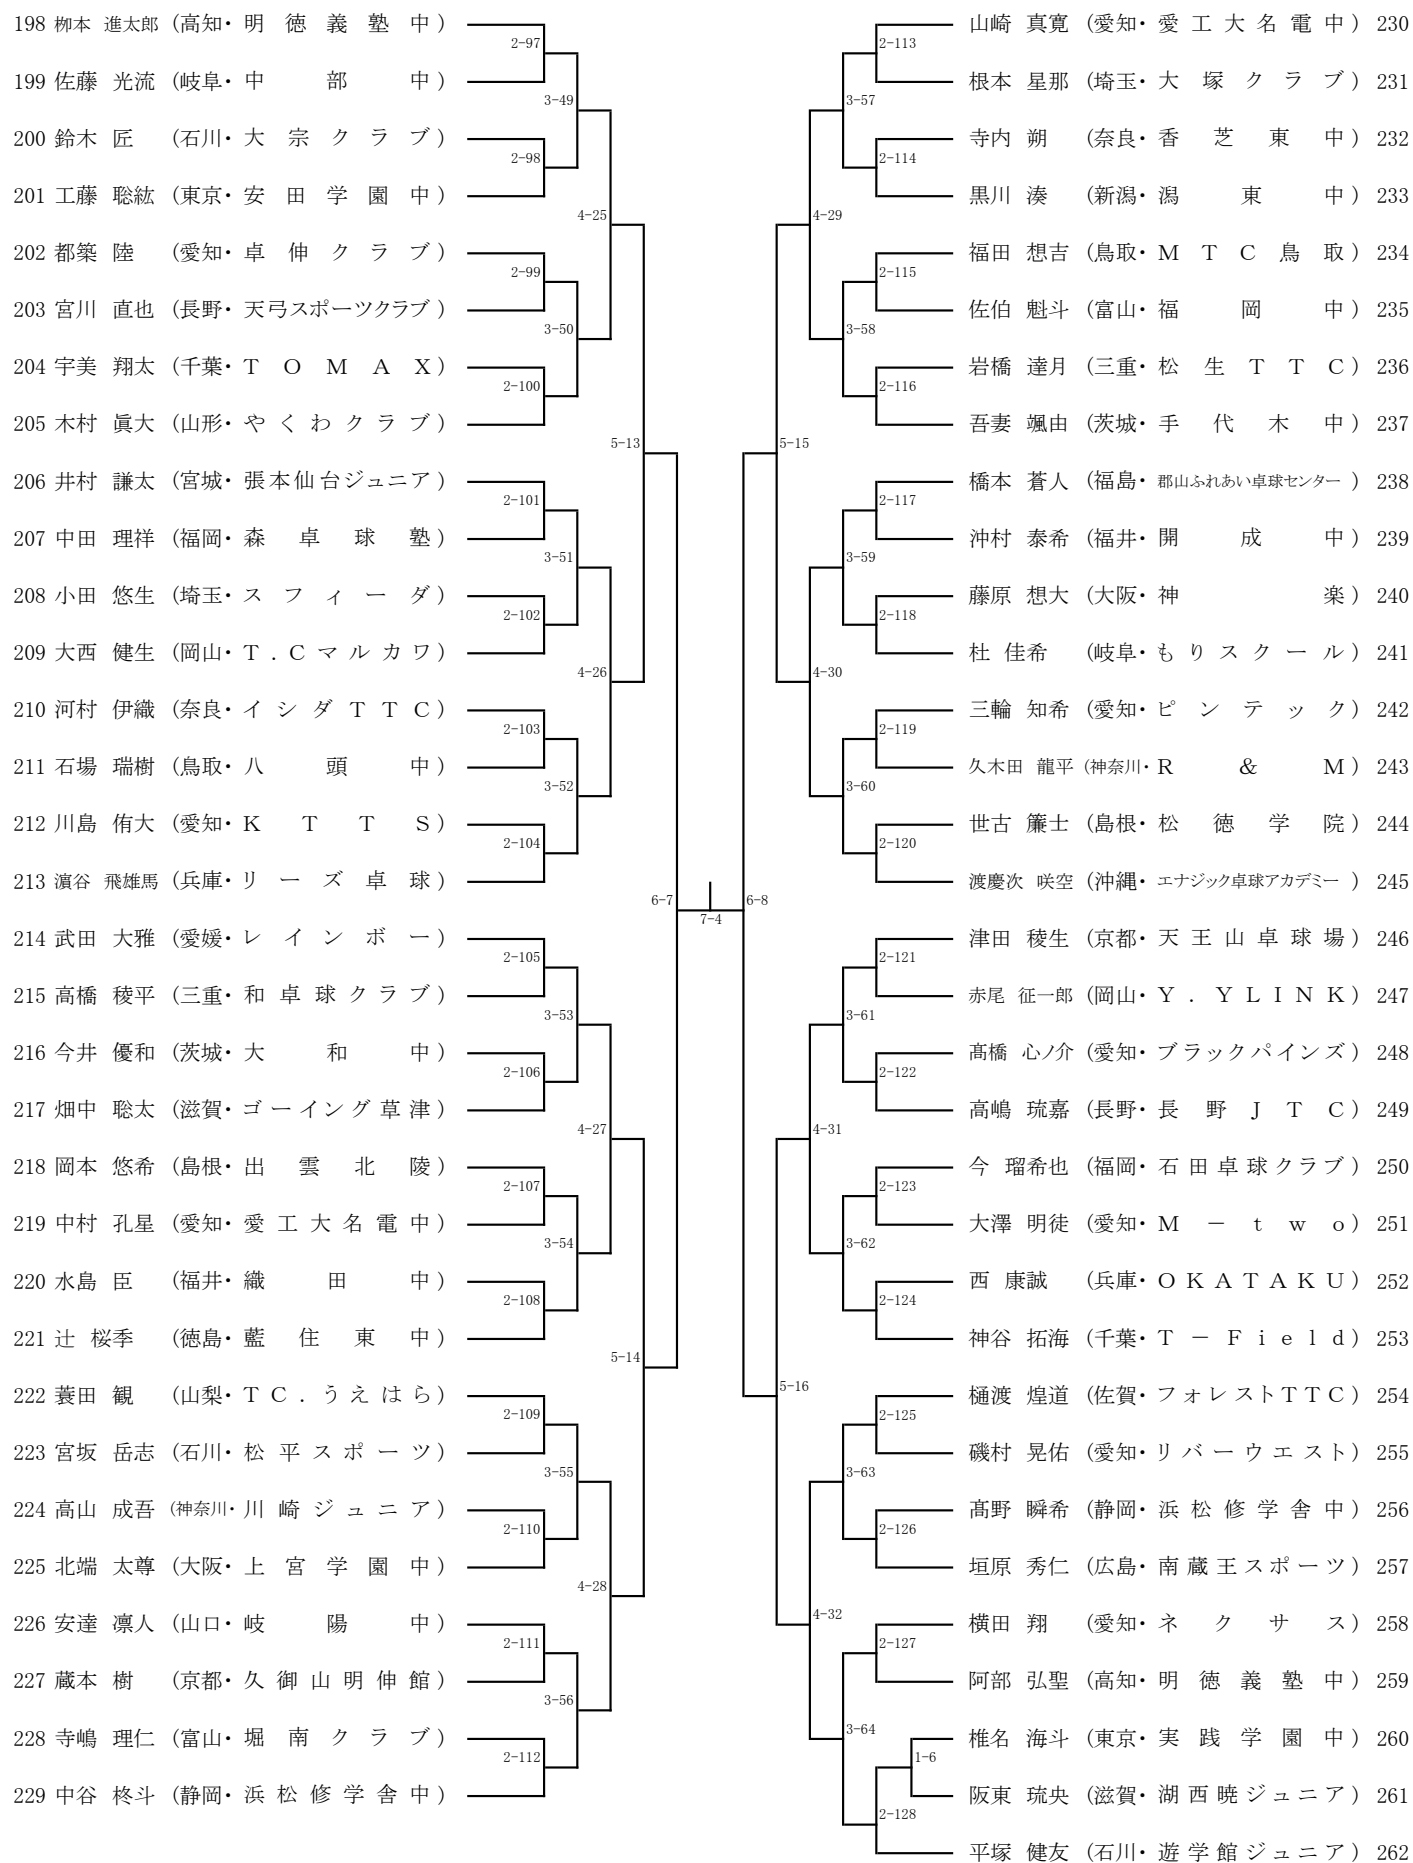 198 栁本 進太郎 (高知・明徳義塾中)
2-97
199 佐藤 光流 (岐阜・中部中)
3-49
200 鈴木 匠 (石川・大宗クラブ)
2-98
201 工藤 聡紘 (東京・安田学園中)
4-25
202 都築 陸 (愛知・卓伸クラブ)
2-99
203 宮川 直也 (長野・天弓スポーツクラブ)
3-50
204 宇美 翔太 (千葉・TOMAX)
2-100
205 木村 眞大 (山形・やくわクラブ)
5-13
206 井村 謙太 (宮城・張本仙台ジュニア)
2-101
207 中田 理祥 (福岡・森卓球塾)
3-51
208 小田 悠生 (埼玉・スフィーダ)
2-102
209 大西 健生 (岡山・T.Cマルカワ)
4-26
210 河村 伊織 (奈良・イシダTTC)
2-103
211 石場 瑞樹 (鳥取・八頭中)
3-52
212 川島 侑大 (愛知・KTTS)
2-104
213 濵谷 飛雄馬 (兵庫・リーズ卓球)
6-7
214 武田 大雅 (愛媛・レインボー)
2-105
215 高橋 稜平 (三重・和卓球クラブ)
3-53
216 今井 優和 (茨城・大和中)
2-106
217 畑中 聡太 (滋賀・ゴーイング草津)
4-27
218 岡本 悠希 (島根・出雲北陵)
2-107
219 中村 孔星 (愛知・愛工大名電中)
3-54
220 水島 臣 (福井・織田中)
2-108
221 辻 桜季 (徳島・藍住東中)
5-14
222 蓑田 観 (山梨・TC.うえはら)
2-109
223 宮坂 岳志 (石川・松平スポーツ)
3-55
224 高山 成吾 (神奈川・川崎ジュニア)
2-110
225 北端 太尊 (大阪・上宮学園中)
4-28
226 安達 凛人 (山口・岐陽中)
2-111
227 蔵本 樹 (京都・久御山明伸館)
3-56
228 寺嶋 理仁 (富山・堀南クラブ)
2-112
229 中谷 柊斗 (静岡・浜松修学舎中)
7-4
山崎 真寛 (愛知・愛工大名電中) 230
2-113
根本 星那 (埼玉・大塚クラブ) 231
3-57
寺内 朔 (奈良・香芝東中) 232
2-114
黒川 湊 (新潟・潟東中) 233
4-29
福田 想吉 (鳥取・MTC鳥取) 234
2-115
佐伯 魁斗 (富山・福岡中) 235
3-58
岩橋 達月 (三重・松生TTC) 236
2-116
吾妻 颯由 (茨城・手代木中) 237
5-15
橋本 蒼人 (福島・郡山ふれあい卓球センター) 238
2-117
沖村 泰希 (福井・開成中) 239
3-59
藤原 想大 (大阪・神楽) 240
2-118
杜 佳希 (岐阜・もりスクール) 241
4-30
三輪 知希 (愛知・ピンテック) 242
2-119
久木田 龍平 (神奈川・R&M) 243
3-60
世古 簾士 (島根・松徳学院) 244
2-120
渡慶次 咲空 (沖縄・エナジック卓球アカデミー) 245
6-8
津田 稜生 (京都・天王山卓球場) 246
2-121
赤尾 征一郎 (岡山・Y.YLINK) 247
3-61
髙橋 心ノ介 (愛知・ブラックパインズ) 248
2-122
高嶋 琉嘉 (長野・長野JTC) 249
4-31
今 瑠希也 (福岡・石田卓球クラブ) 250
2-123
大澤 明徒 (愛知・M-two) 251
3-62
西 康誠 (兵庫・OKATAKU) 252
2-124
神谷 拓海 (千葉・T-Field) 253
5-16
樋渡 煌道 (佐賀・フォレストTTC) 254
2-125
磯村 晃佑 (愛知・リバーウエスト) 255
3-63
髙野 瞬希 (静岡・浜松修学舎中) 256
2-126
垣原 秀仁 (広島・南蔵王スポーツ) 257
4-32
横田 翔 (愛知・ネクサス) 258
2-127
阿部 弘聖 (高知・明徳義塾中) 259
3-64
椎名 海斗 (東京・実践学園中) 260
1-6
阪東 琉央 (滋賀・湖西暁ジュニア) 261
2-128
平塚 健友 (石川・遊学館ジュニア) 262